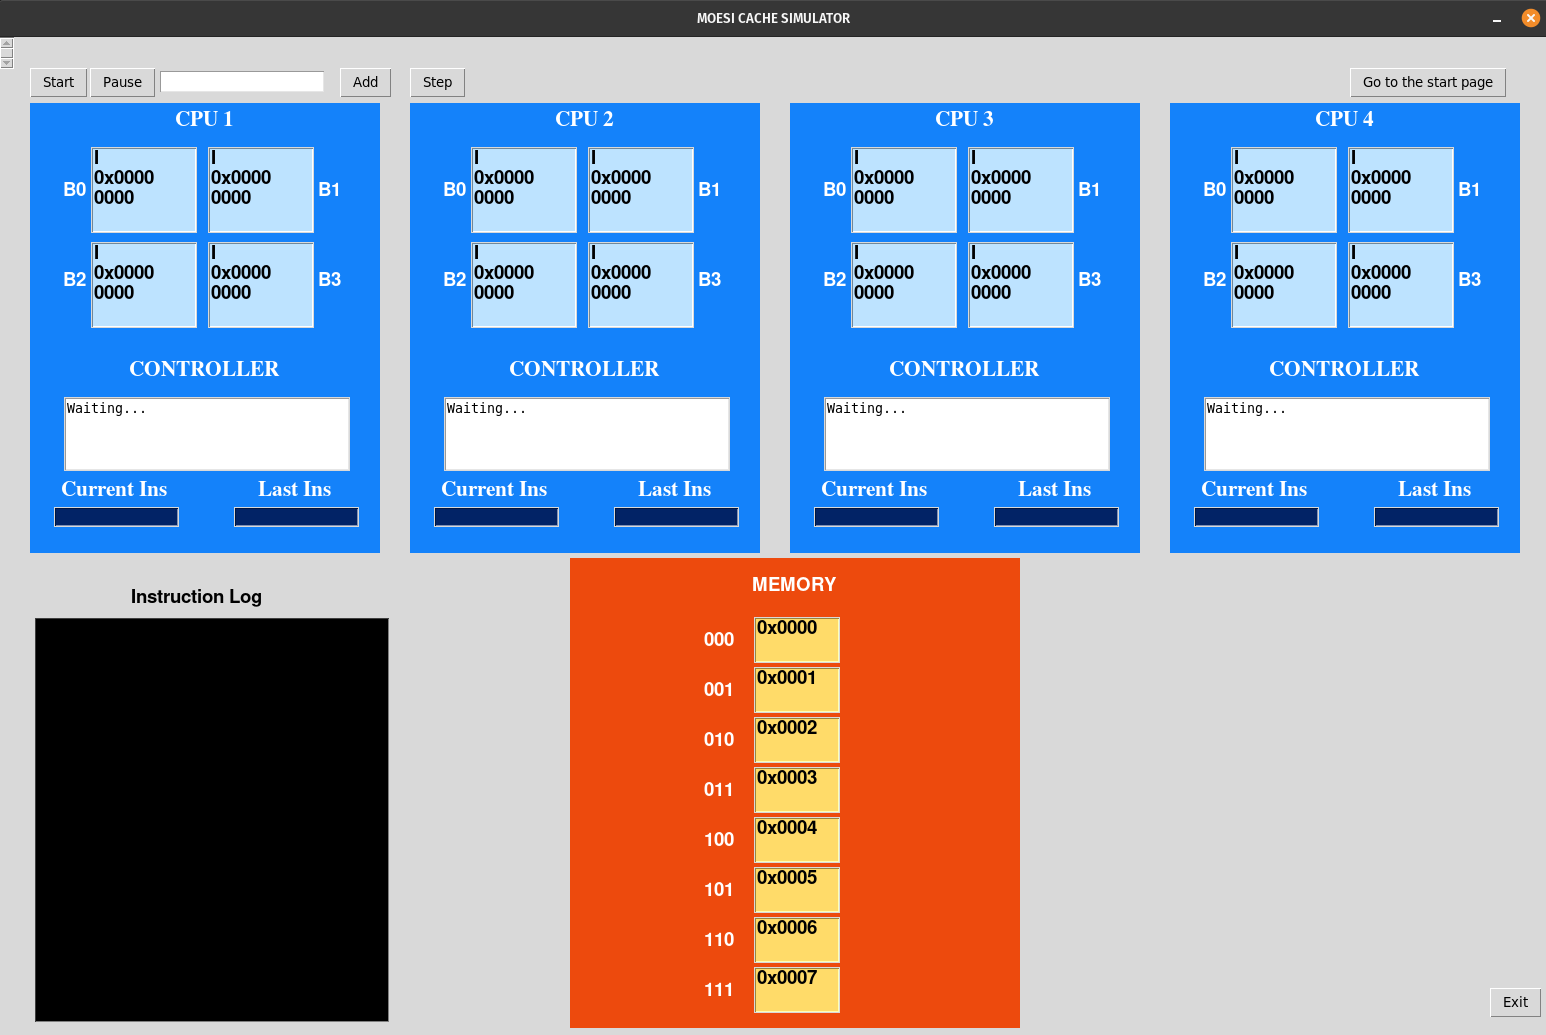 MOESI CACHE SIMULATOR
Start Pause Add Step Go to the start page
CPU 1
I I
0x0000 0x0000
B0 0000 0000 B1
I I
0x0000 0x0000
B2 0000 0000 B3
CONTROLLER
Waiting...
Current Ins Last Ins
CPU 2
I I
0x0000 0x0000
B0 0000 0000 B1
I I
0x0000 0x0000
B2 0000 0000 B3
CONTROLLER
Waiting...
Current Ins Last Ins
CPU 3
I I
0x0000 0x0000
B0 0000 0000 B1
I I
0x0000 0x0000
B2 0000 0000 B3
CONTROLLER
Waiting...
Current Ins Last Ins
CPU 4
I I
0x0000 0x0000
B0 0000 0000 B1
I I
0x0000 0x0000
B2 0000 0000 B3
CONTROLLER
Waiting...
Current Ins Last Ins
Instruction Log
MEMORY
000 0x0000
001 0x0001
010 0x0002
011 0x0003
100 0x0004
101 0x0005
110 0x0006
111 0x0007
Exit